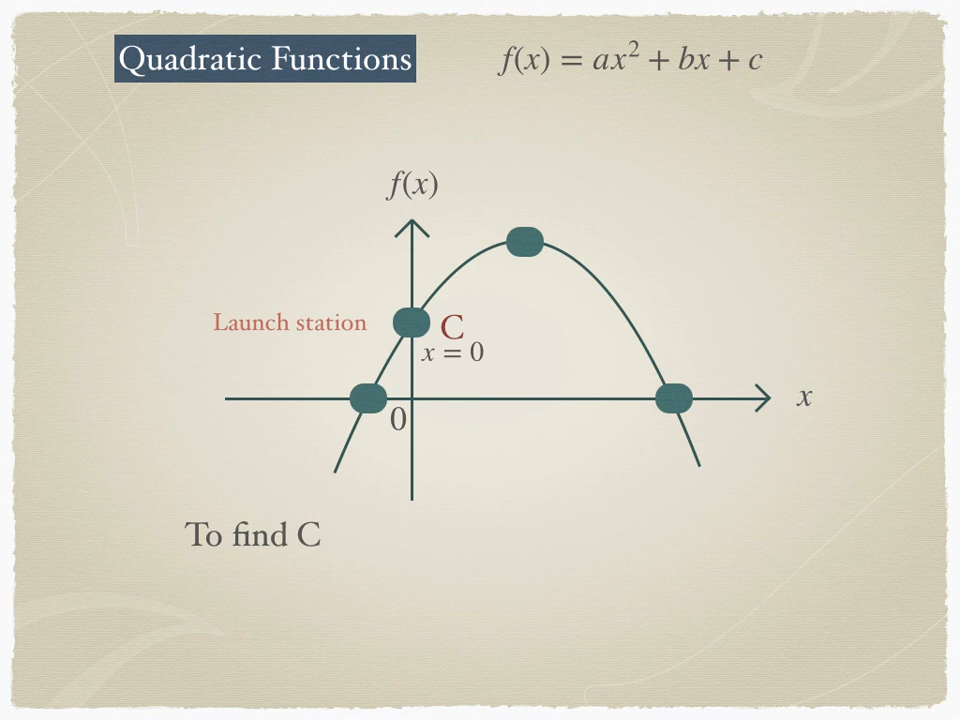 Quadratic Functions
f(x) = ax² + bx + c
f(x)
Launch station
C
x = 0
x
0
To find C